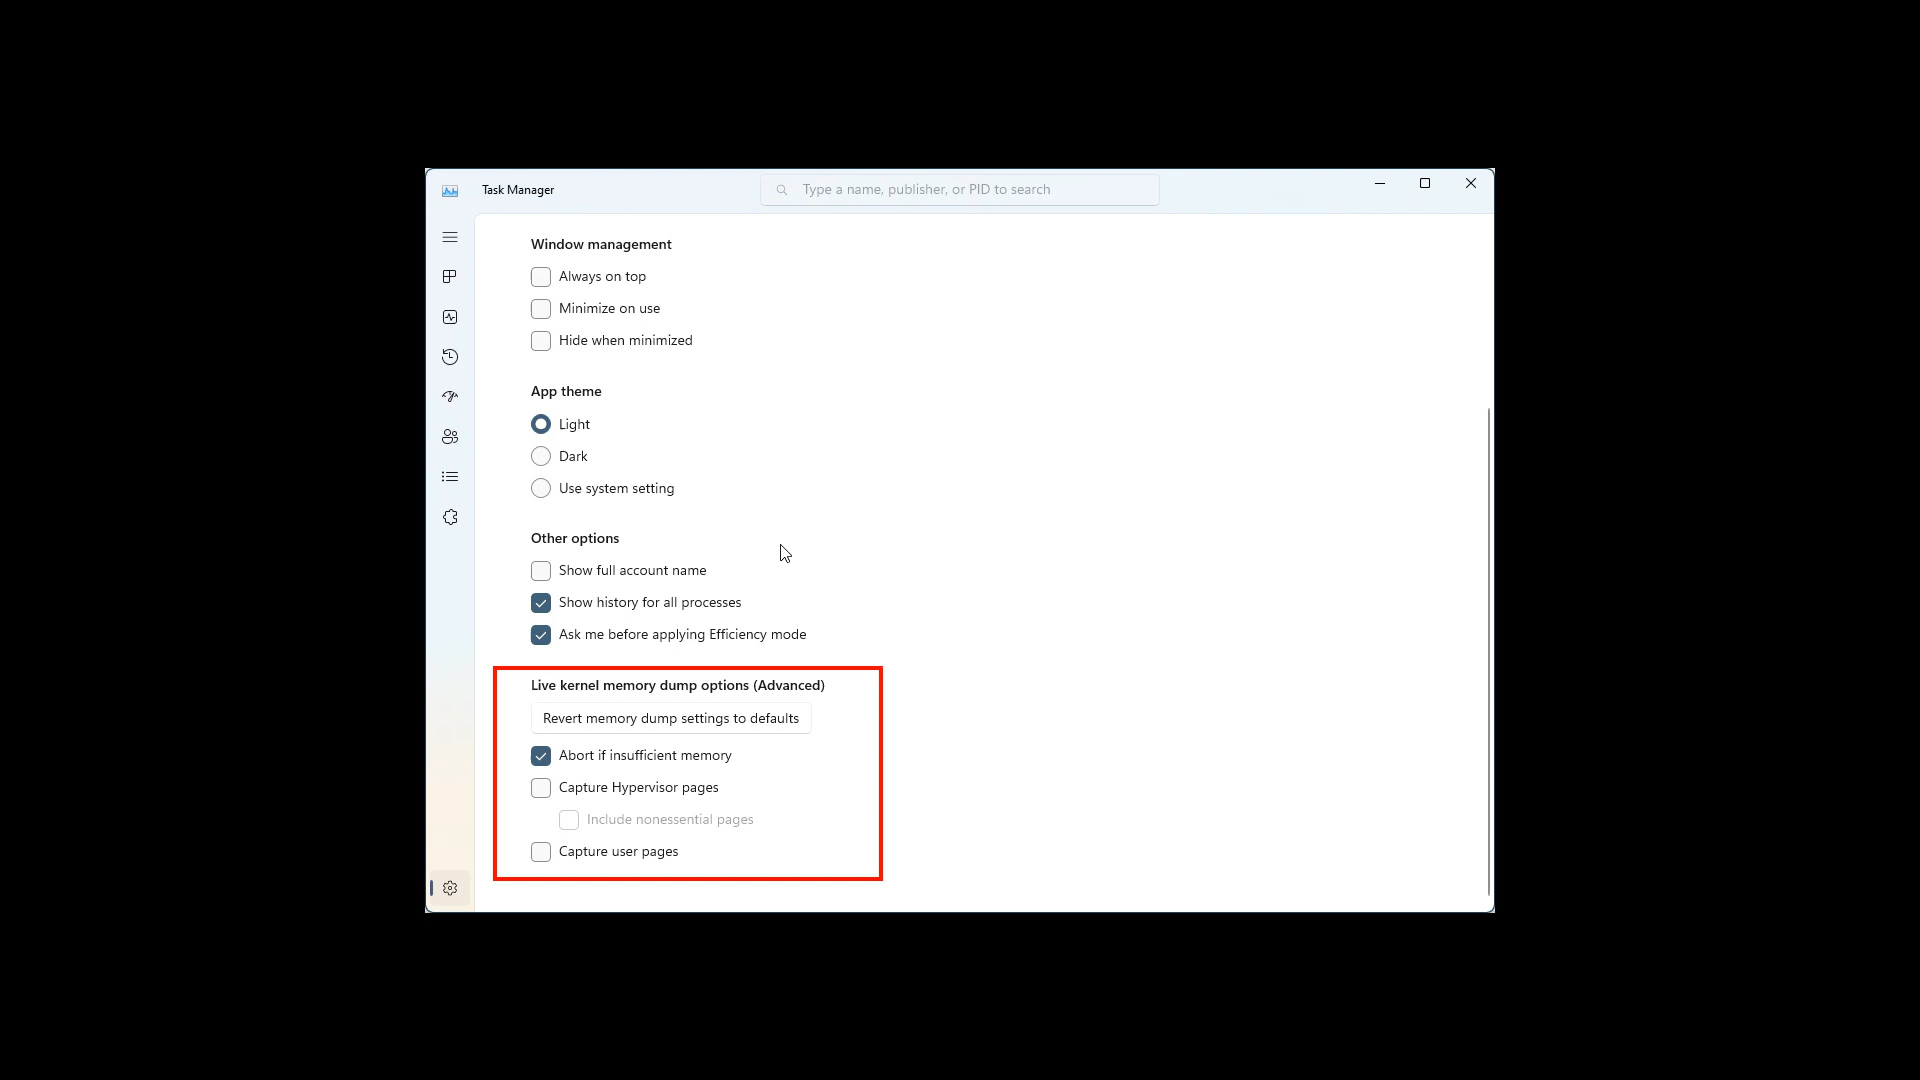 Task Manager
Type a name, publisher, or PID to search
Window management
Always on top
Minimize on use
Hide when minimized
App theme
Light
Dark
Use system setting
Other options
Show full account name
Show history for all processes
Ask me before applying Efficiency mode
Live kernel memory dump options (Advanced)
Revert memory dump settings to defaults
Abort if insufficient memory
Capture Hypervisor pages
Include nonessential pages
Capture user pages